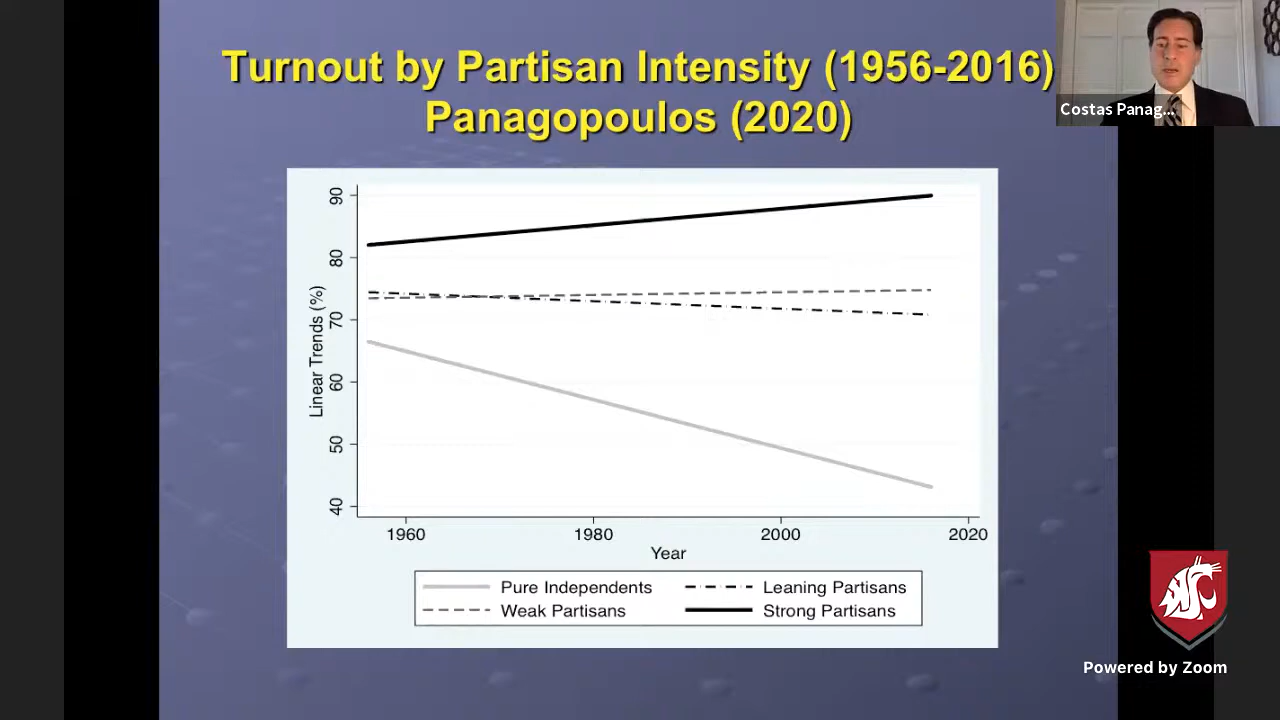 Turnout by Partisan Intensity (1956-2016)
Panagopoulos (2020)
Costas Panag...
Linear Trends (%)
90
80
70
60
50
40
1960 1980 2000 2020
Year
Pure Independents Leaning Partisans
Weak Partisans Strong Partisans
Powered by Zoom